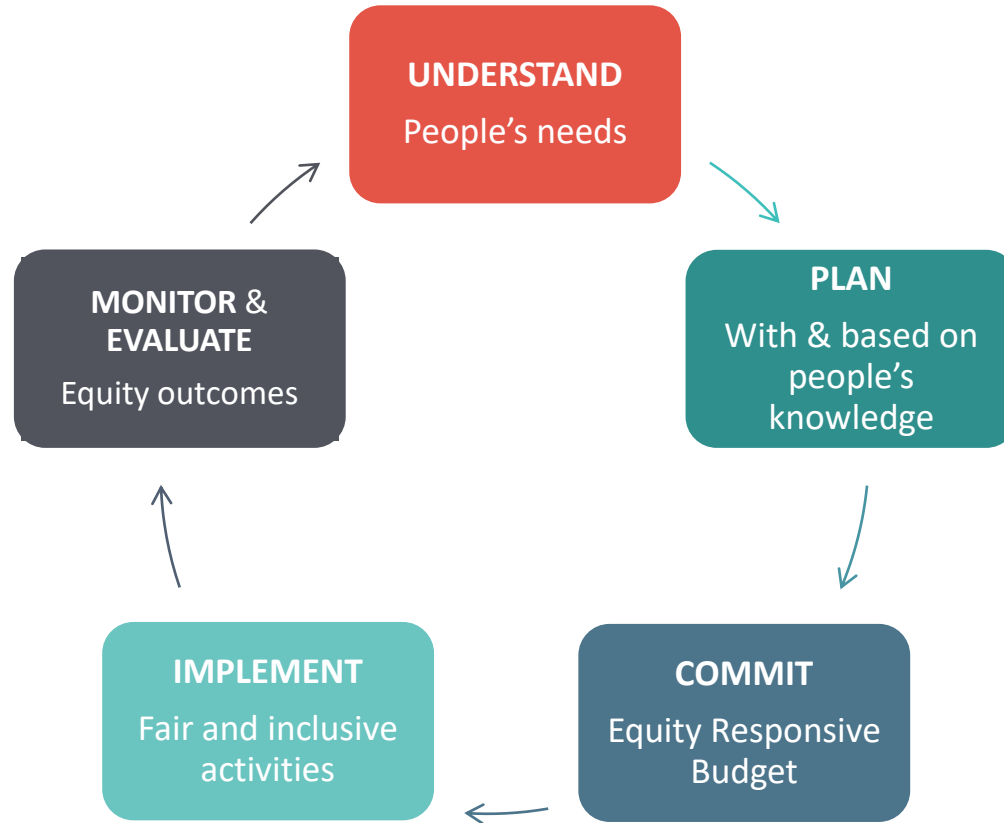 UNDERSTAND
People’s needs
PLAN
With & based on
people’s
knowledge
COMMIT
Equity Responsive
Budget
IMPLEMENT
Fair and inclusive
activities
MONITOR &
EVALUATE
Equity outcomes